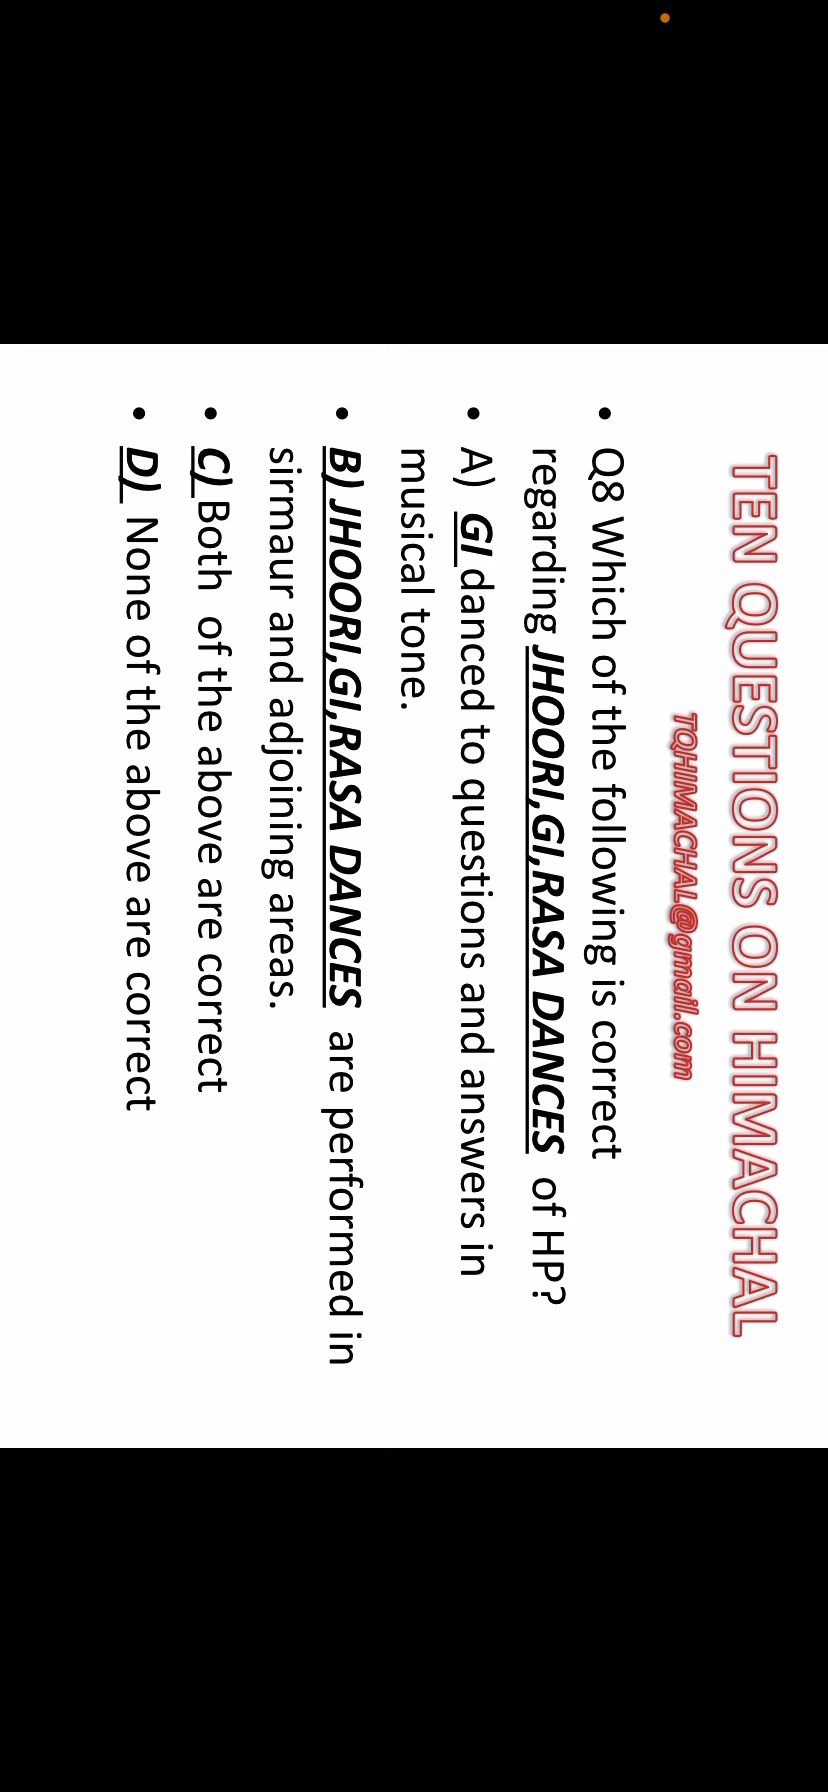 TEN QUESTIONS ON HIMACHAL
TQHIMACHAL@gmail.com
• Q8 Which of the following is correct
regarding JHOORI,GI,RASA DANCES of HP?
• A) GI danced to questions and answers in
musical tone.
• B) JHOORI,GI,RASA DANCES are performed in
sirmaur and adjoining areas.
• C) Both of the above are correct
• D) None of the above are correct